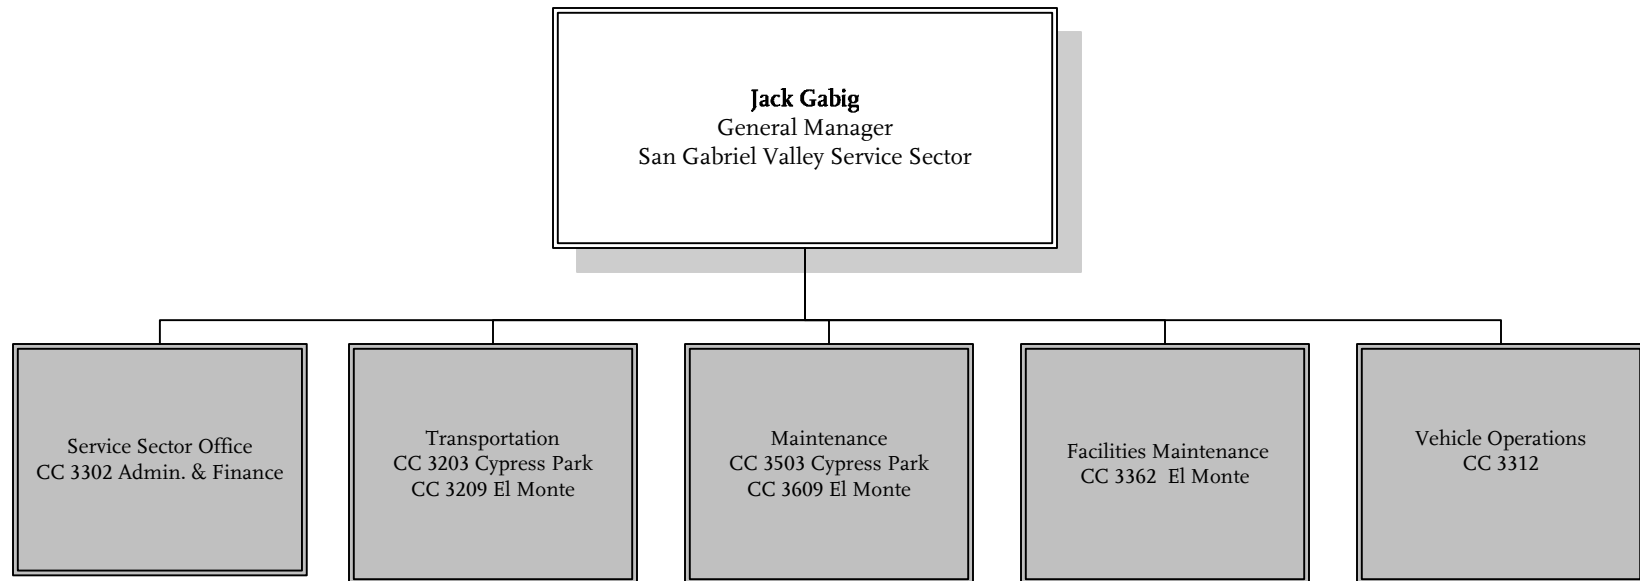 Jack Gabig
General Manager
San Gabriel Valley Service Sector
Service Sector Office
CC 3302 Admin. & Finance
Transportation
CC 3203 Cypress Park
CC 3209 El Monte
Maintenance
CC 3503 Cypress Park
CC 3609 El Monte
Facilities Maintenance
CC 3362  El Monte
Vehicle Operations
CC 3312